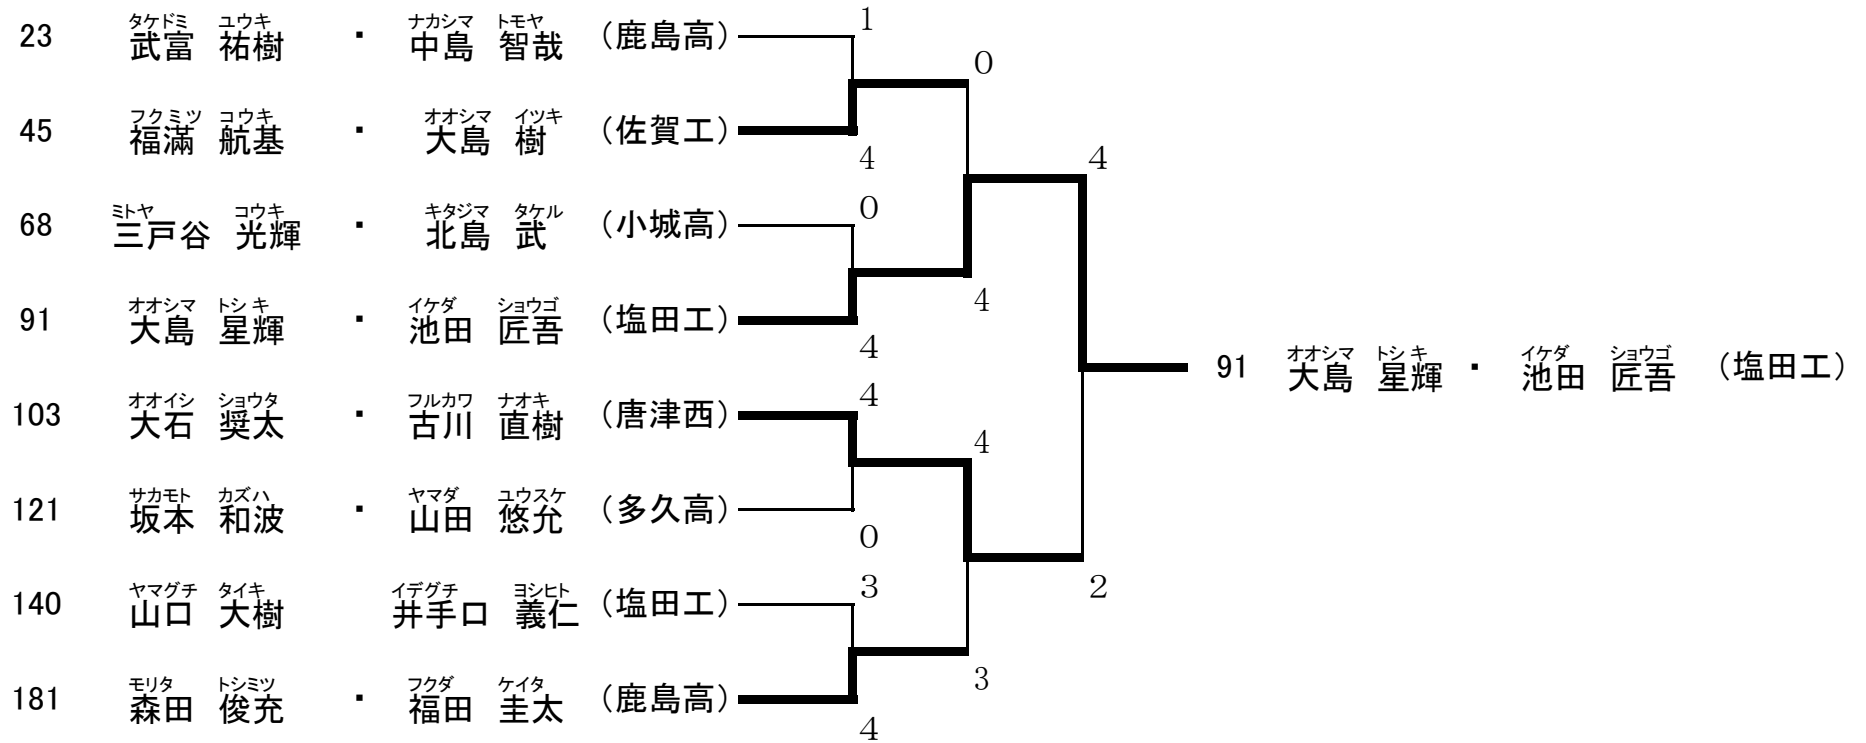 タケドミ ユウキ ナカシマ トモヤ
23 武富 祐樹 ・ 中島 智哉 (鹿島高) 1
0
フクミツ コウキ オオシマ イツキ
45 福滿 航基 ・ 大島 樹 (佐賀工)
4 4
ミトヤ コウキ キタジマ タケル 0
68 三戸谷 光輝 ・ 北島 武 (小城高)
4
オオシマ トシキ イケダ ショウゴ
91 大島 星輝 ・ 池田 匠吾 (塩田工)
4
オオシマ トシキ イケダ ショウゴ
91 大島 星輝 ・ 池田 匠吾 (塩田工)
オオイシ ショウタ フルカワ ナオキ 4
103 大石 奨太 ・ 古川 直樹 (唐津西)
4
サカモト カズハ ヤマダ ユウスケ
121 坂本 和波 ・ 山田 悠允 (多久高)
0
ヤマグチ タイキ イデグチ ヨシヒト 3 2
140 山口 大樹 井手口 義仁 (塩田工)
3
モリタ トシミツ フクダ ケイタ
181 森田 俊充 ・ 福田 圭太 (鹿島高)
4